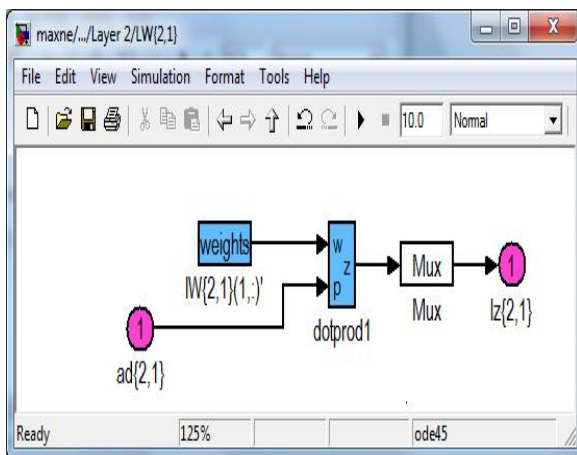 maxne/.../Layer 2/LW{2,1}
File Edit View Simulation Format Tools Help
10.0 Normal
weights
IW{2,1}(1,:)'
w
z
p
dotprod1
Mux
Mux
1
lz{2,1}
1
ad{2,1}
Ready 125% ode45